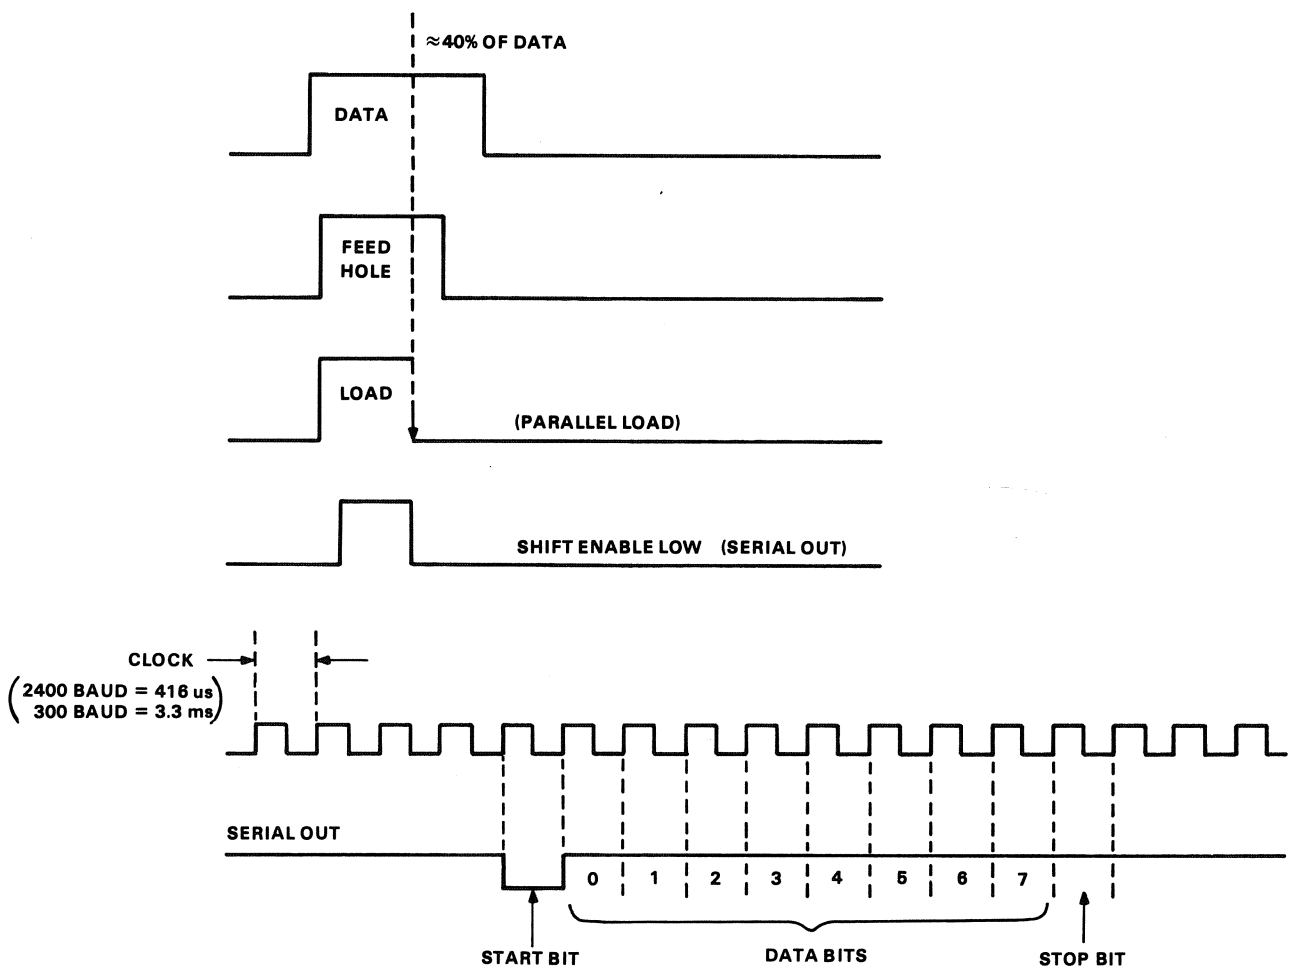 ≈40% OF DATA
DATA
FEED
HOLE
LOAD
(PARALLEL LOAD)
SHIFT ENABLE LOW (SERIAL OUT)
CLOCK
(2400 BAUD = 416 us
300 BAUD = 3.3 ms)
SERIAL OUT
0 1 2 3 4 5 6 7
START BIT
DATA BITS
STOP BIT